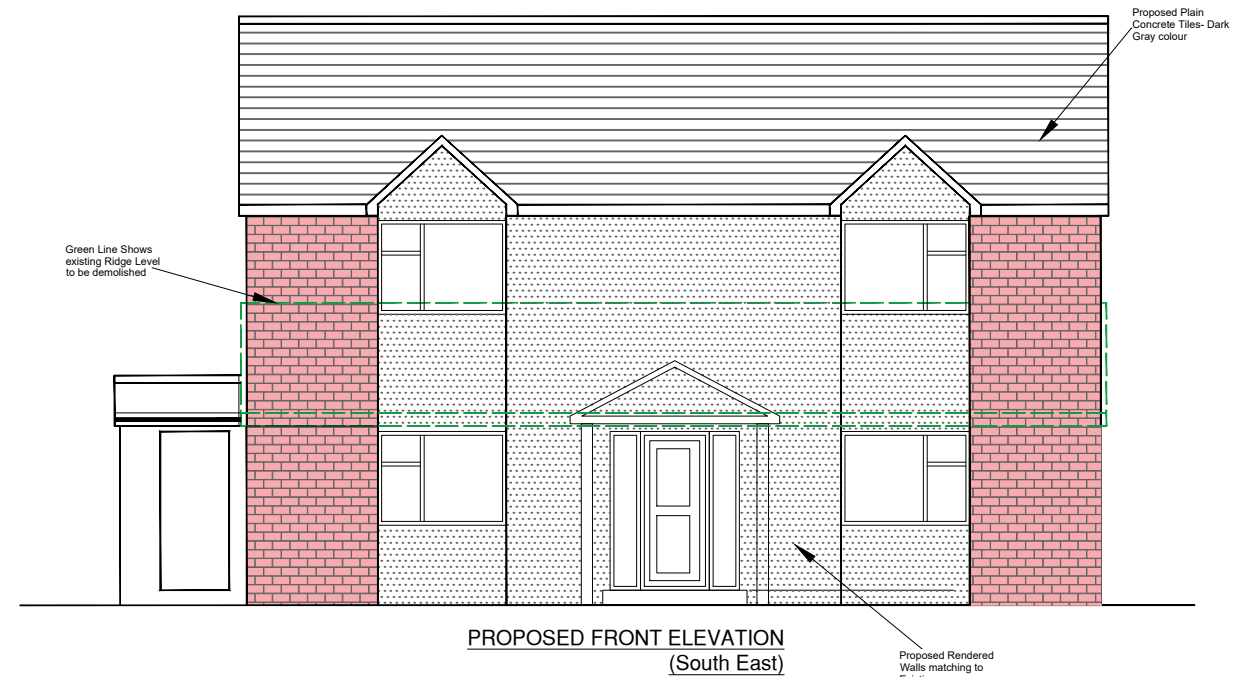 Proposed Plain
Concrete Tiles- Dark
Gray colour
Green Line Shows
existing Ridge Level
to be demolished
PROPOSED FRONT ELEVATION
(South East)
Proposed Rendered
Walls matching to